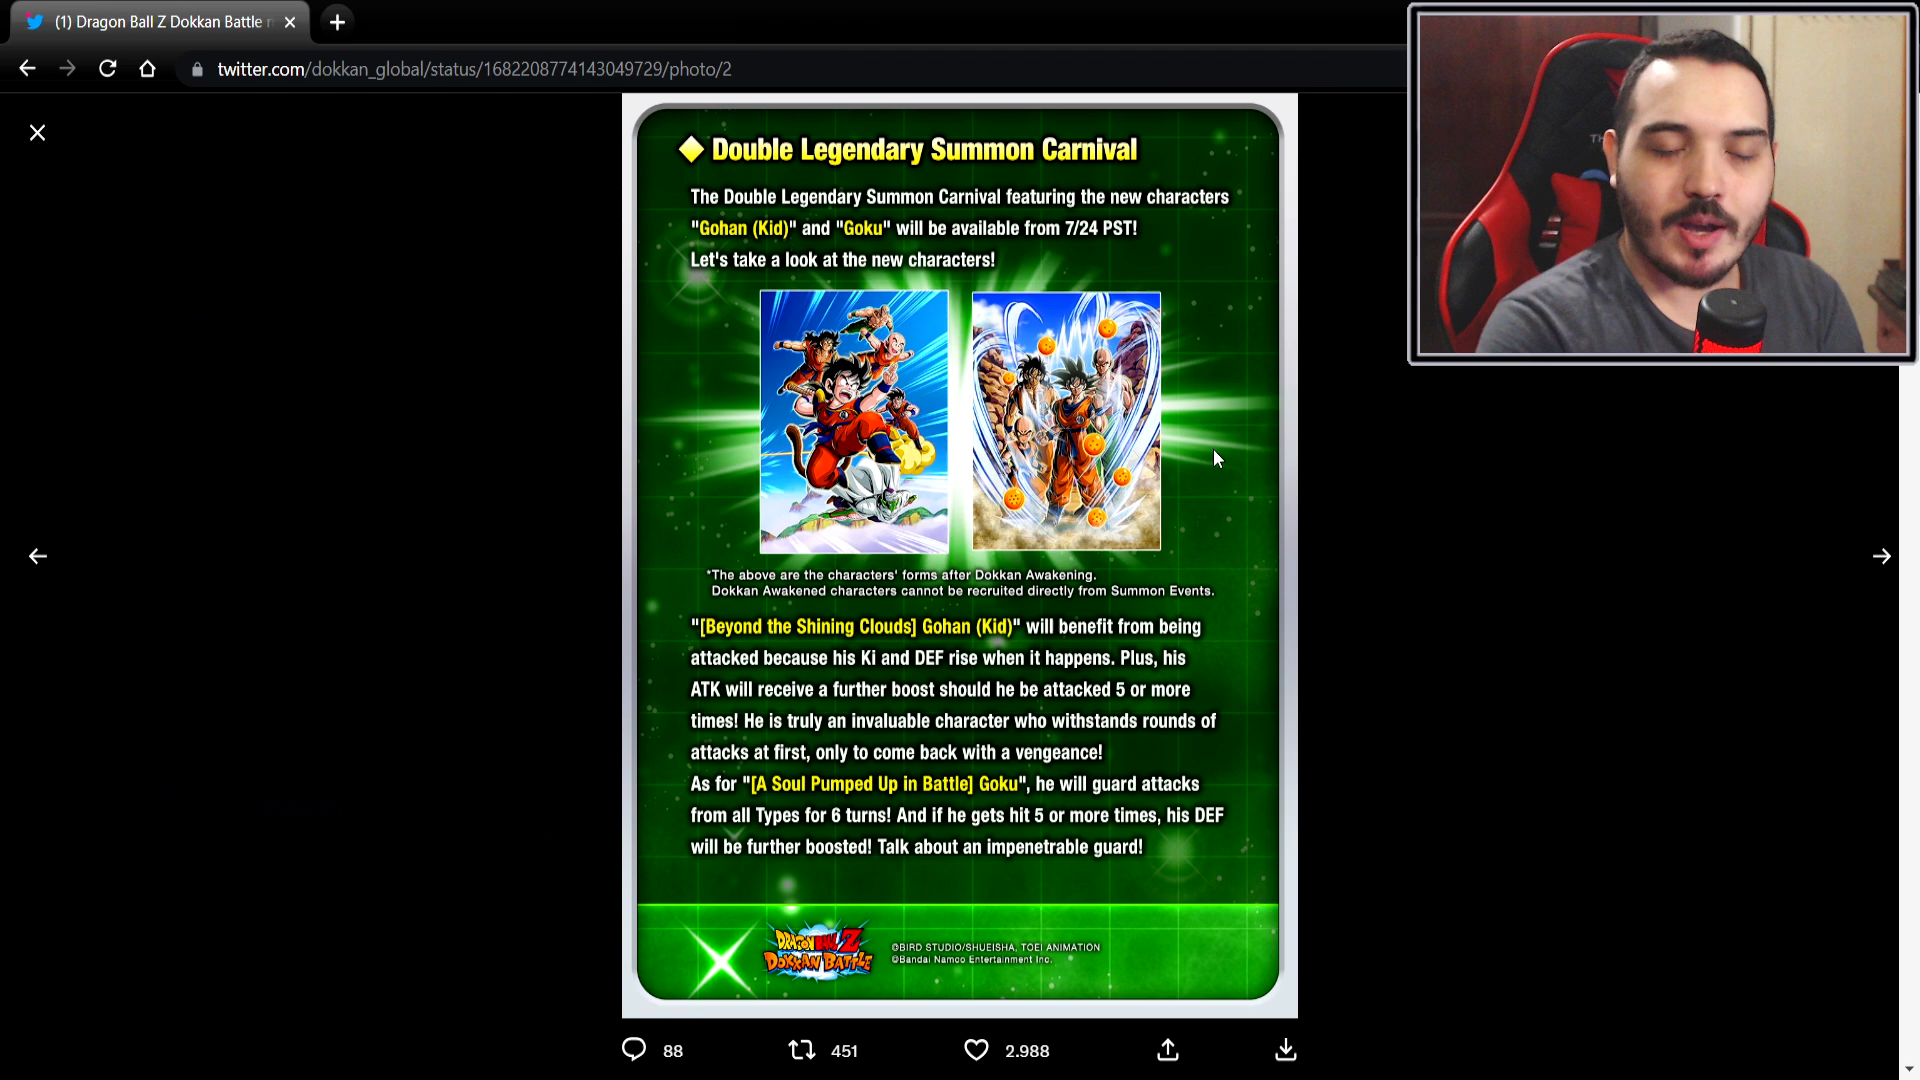 (1) Dragon Ball Z Dokkan Battle
twitter.com/dokkan_global/status/1682208774143049729/photo/2
Double Legendary Summon Carnival
The Double Legendary Summon Carnival featuring the new characters
"Gohan (Kid)" and "Goku" will be available from 7/24 PST!
Let's take a look at the new characters!
*The above are the characters' forms after Dokkan Awakening.
Dokkan Awakened characters cannot be recruited directly from Summon Events.
"[Beyond the Shining Clouds] Gohan (Kid)" will benefit from being
attacked because his Ki and DEF rise when it happens. Plus, his
ATK will receive a further boost should he be attacked 5 or more
times! He is truly an invaluable character who withstands rounds of
attacks at first, only to come back with a vengeance!
As for "[A Soul Pumped Up in Battle] Goku", he will guard attacks
from all Types for 6 turns! And if he gets hit 5 or more times, his DEF
will be further boosted! Talk about an impenetrable guard!
DRAGON BALL Z
DOKKAN BATTLE
©BIRD STUDIO/SHUEISHA, TOEI ANIMATION
©Bandai Namco Entertainment Inc.
88
451
2.988